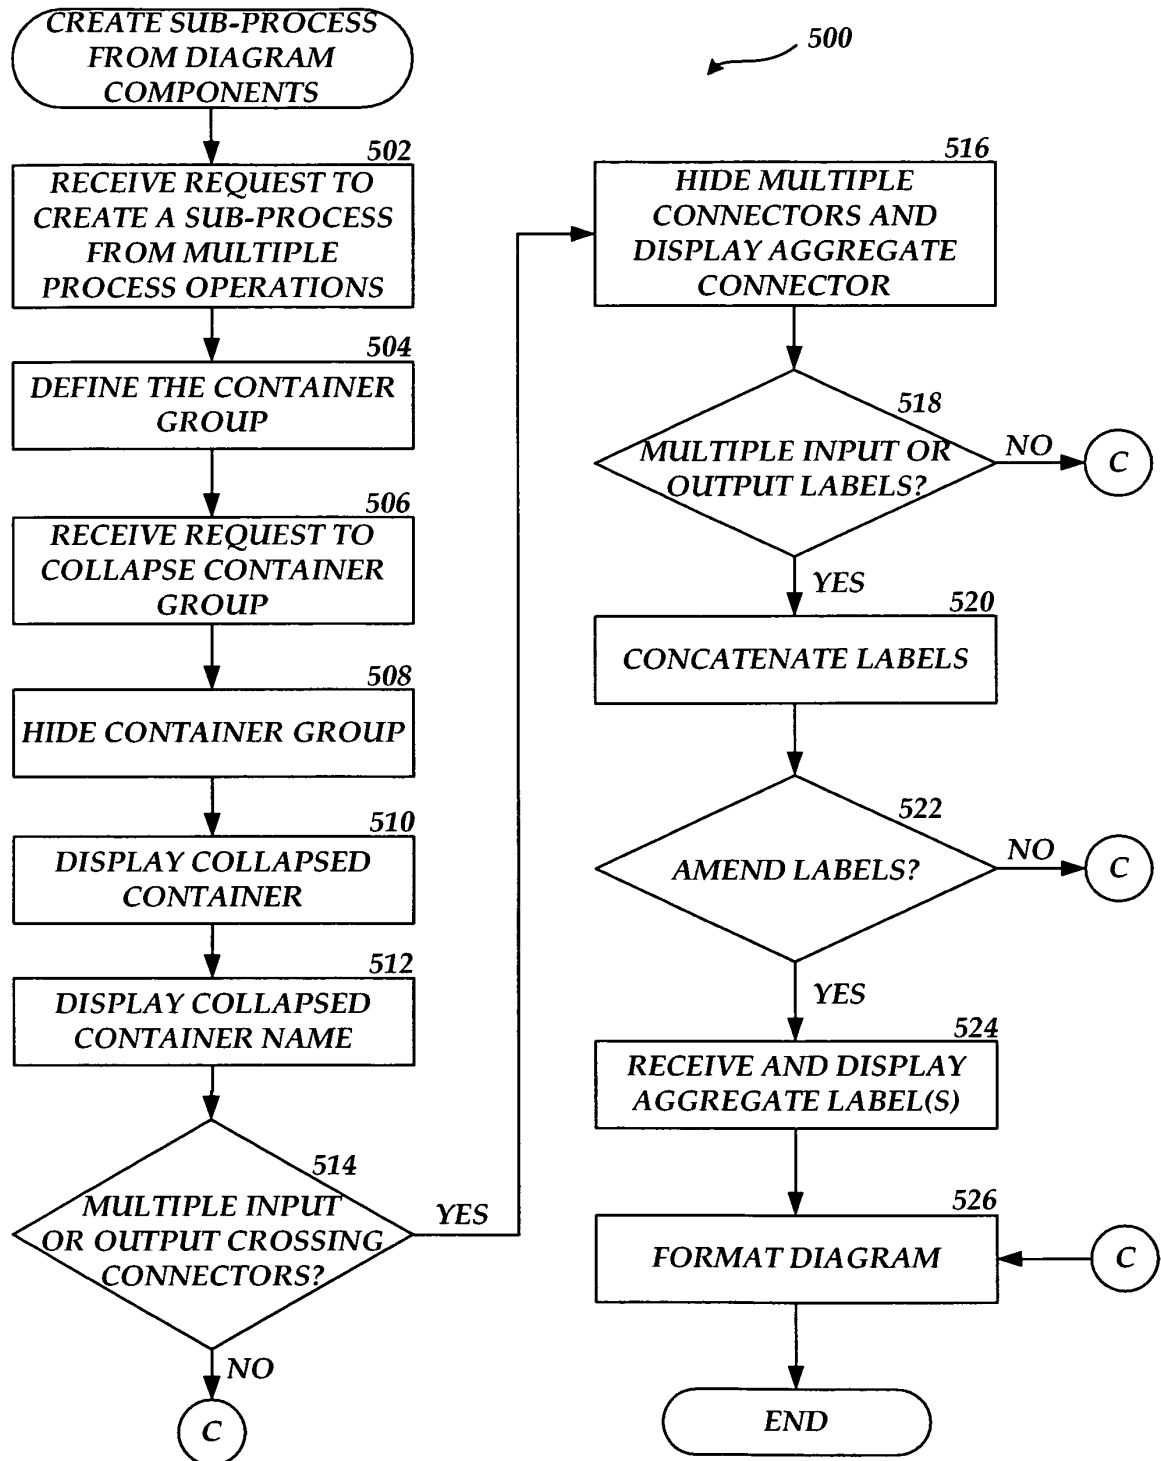 CREATE SUB-PROCESS
FROM DIAGRAM
COMPONENTS
502
RECEIVE REQUEST TO
CREATE A SUB-PROCESS
FROM MULTIPLE
PROCESS OPERATIONS
504
DEFINE THE CONTAINER
GROUP
506
RECEIVE REQUEST TO
COLLAPSE CONTAINER
GROUP
508
HIDE CONTAINER GROUP
510
DISPLAY COLLAPSED
CONTAINER
512
DISPLAY COLLAPSED
CONTAINER NAME
514
MULTIPLE INPUT
OR OUTPUT CROSSING
CONNECTORS?
YES
NO
C
500
516
HIDE MULTIPLE
CONNECTORS AND
DISPLAY AGGREGATE
CONNECTOR
518
MULTIPLE INPUT OR
OUTPUT LABELS?
NO
C
YES
520
CONCATENATE LABELS
522
AMEND LABELS?
NO
C
YES
524
RECEIVE AND DISPLAY
AGGREGATE LABEL(S)
526
FORMAT DIAGRAM
C
END